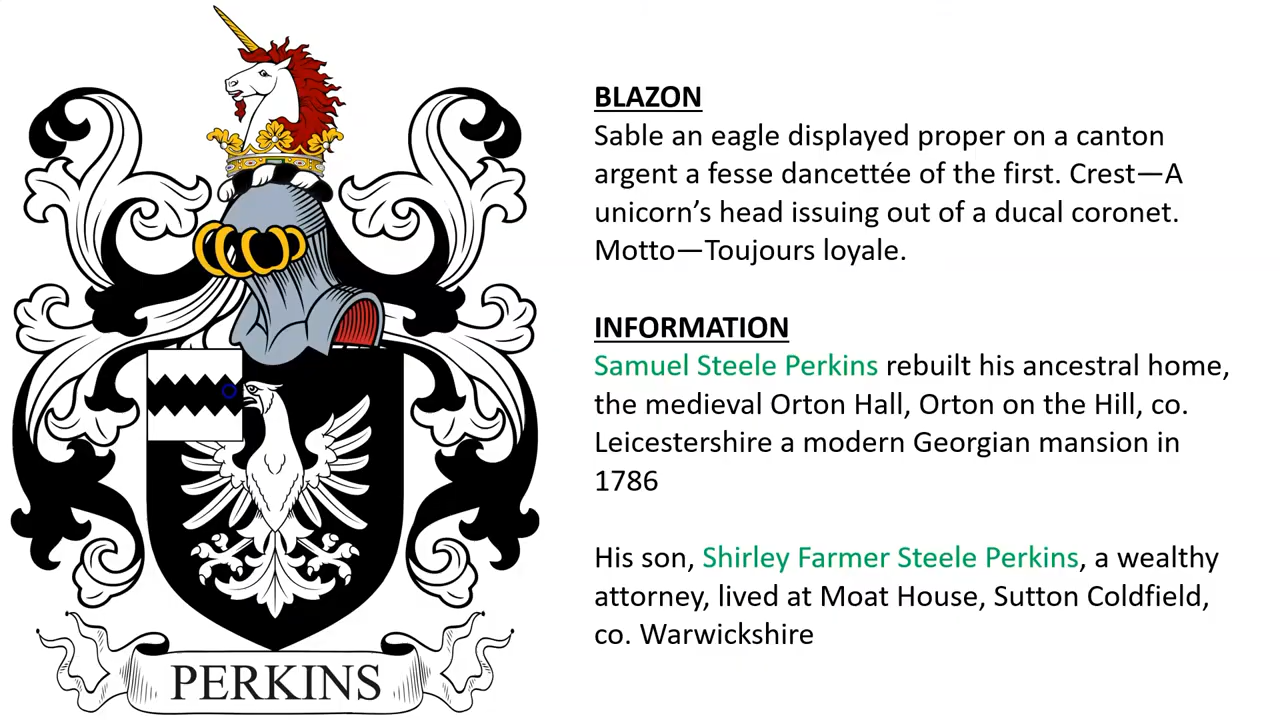 BLAZON
Sable an eagle displayed proper on a canton
argent a fesse dancettée of the first. Crest—A
unicorn’s head issuing out of a ducal coronet.
Motto—Toujours loyale.
INFORMATION
Samuel Steele Perkins rebuilt his ancestral home,
the medieval Orton Hall, Orton on the Hill, co.
Leicestershire a modern Georgian mansion in
1786
His son, Shirley Farmer Steele Perkins, a wealthy
attorney, lived at Moat House, Sutton Coldfield,
co. Warwickshire
PERKINS